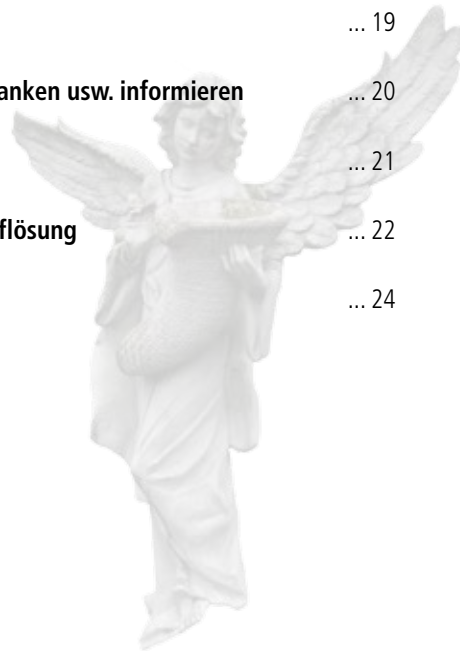 ... 19
anken usw. informieren ... 20
... 21
flösung ... 22
... 24